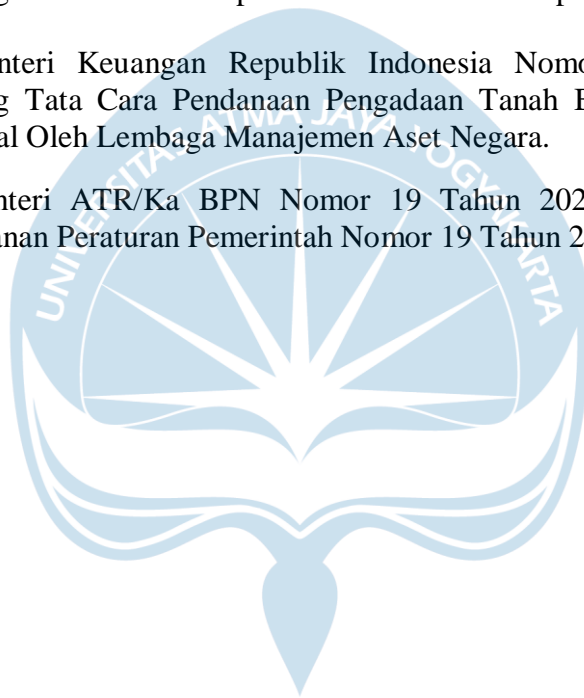 nteri Keuangan Republik Indonesia Nomo
g Tata Cara Pendanaan Pengadaan Tanah B
al Oleh Lembaga Manajemen Aset Negara.
nteri ATR/Ka BPN Nomor 19 Tahun 202
anan Peraturan Pemerintah Nomor 19 Tahun 2
UNIVERSITAS ATMA JAYA YOGYAKARTA